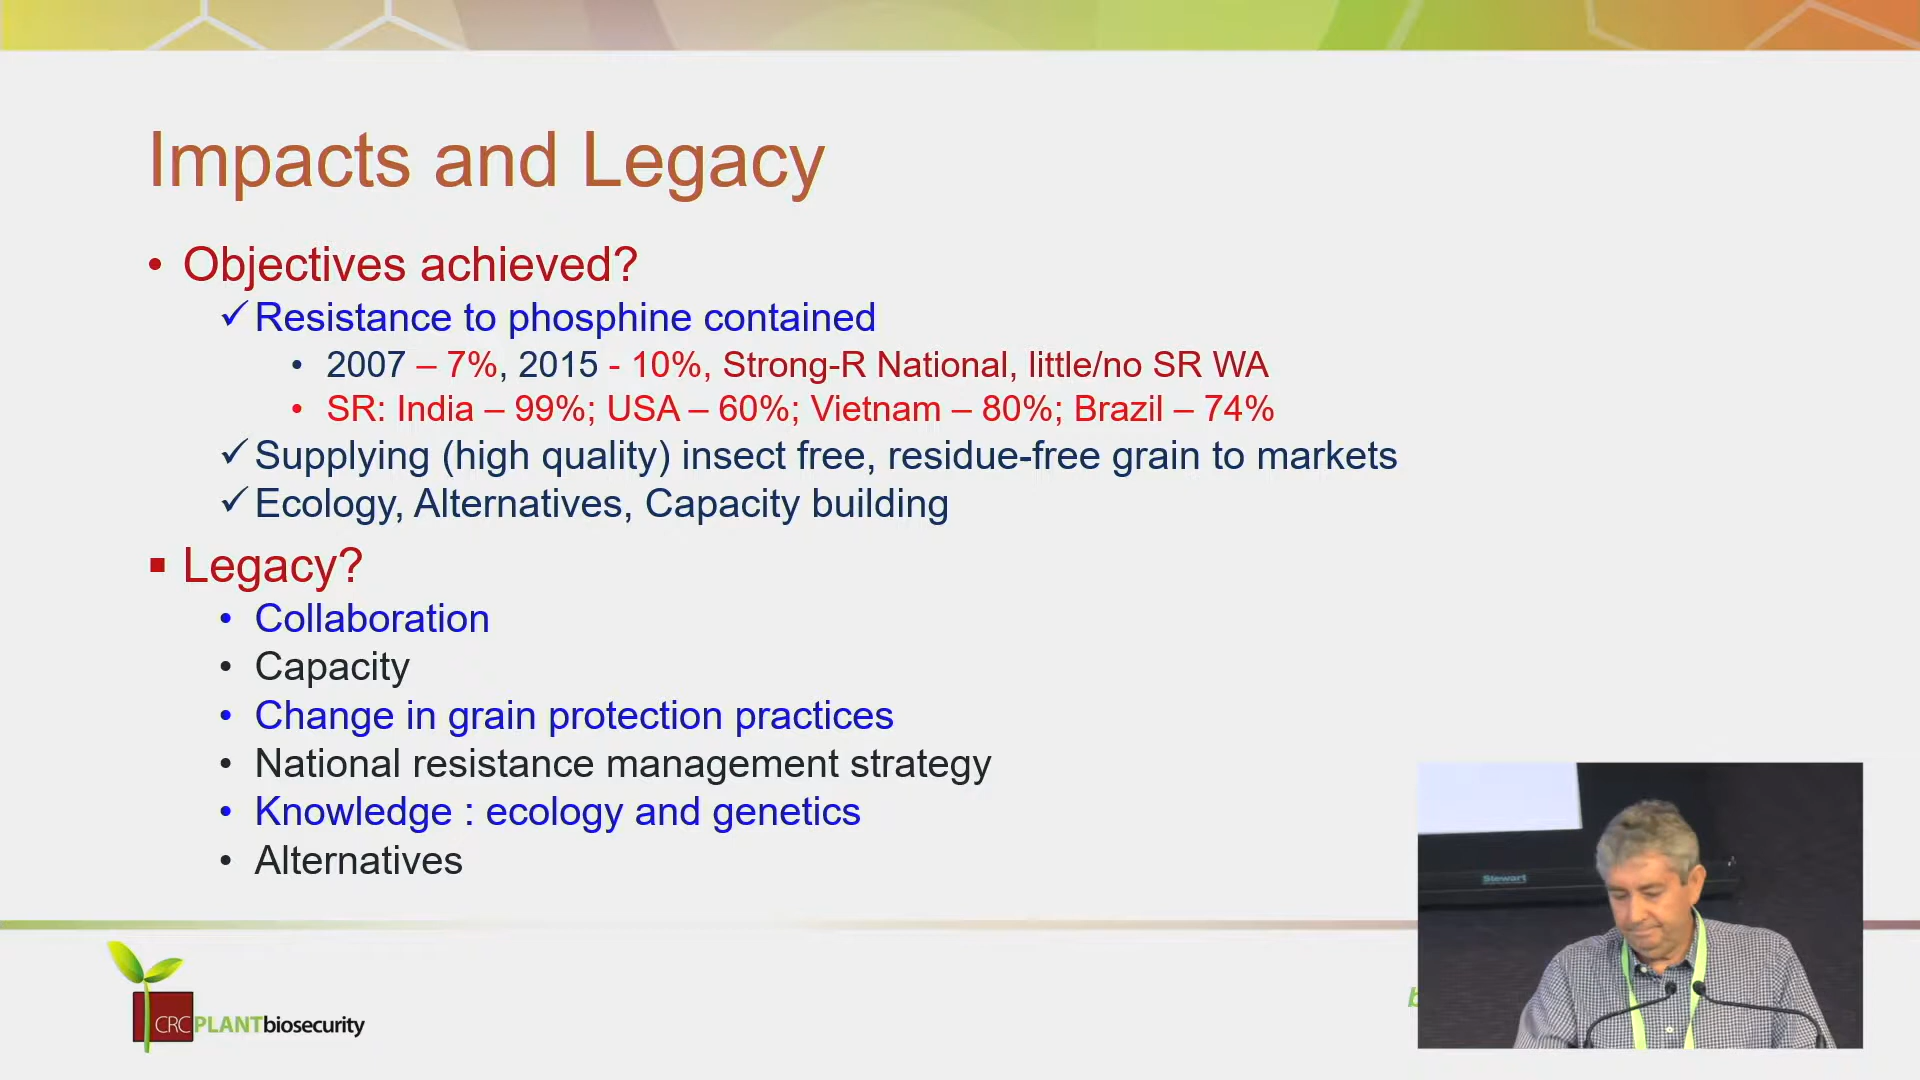 Impacts and Legacy
• Objectives achieved?
✓ Resistance to phosphine contained
• 2007 – 7%, 2015 - 10%, Strong-R National, little/no SR WA
• SR: India – 99%; USA – 60%; Vietnam – 80%; Brazil – 74%
✓ Supplying (high quality) insect free, residue-free grain to markets
✓ Ecology, Alternatives, Capacity building
▪ Legacy?
• Collaboration
• Capacity
• Change in grain protection practices
• National resistance management strategy
• Knowledge : ecology and genetics
• Alternatives
Stewart
CRCPLANTbiosecurity